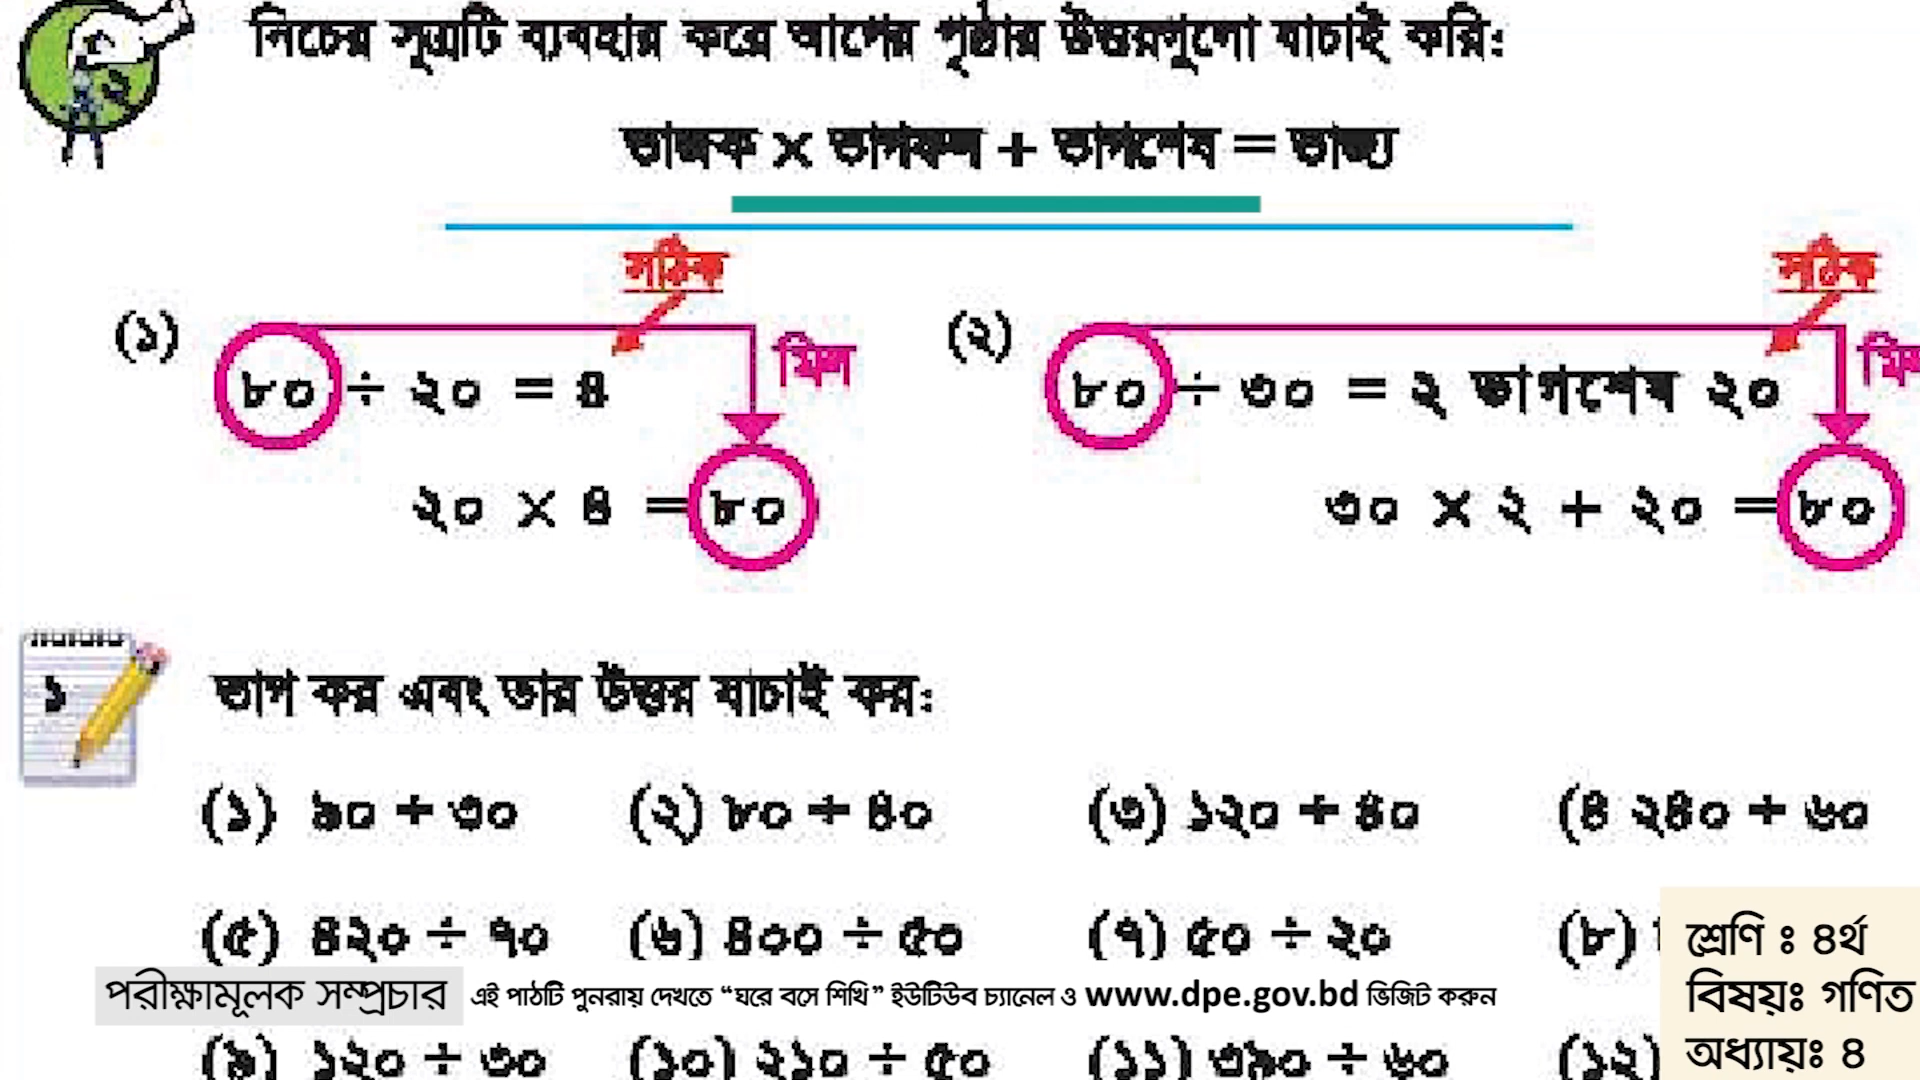 নিচের সূত্রটি ব্যবহার করে আগের পৃষ্ঠার উত্তরগুলো যাচাই করি:
ভাজক × ভাগফল + ভাগশেষ = ভাজ্য
সঠিক সঠিক
(১) ৮০ ÷ ২০ = ৪ মিল (২) ৮০ ÷ ৩০ = ২ ভাগশেষ ২০
২০ × ৪ = ৮০ ৩০ × ২ + ২০ = ৮০
১ ভাগ কর এবং তার উত্তর যাচাই কর:
(১) ৯০ ÷ ৩০ (২) ৮০ ÷ ৪০ (৩) ১২০ ÷ ৪০ (৪ ২৪০ ÷ ৬০
(৫) ৪২০ ÷ ৭০ (৬) ৪০০ ÷ ৫০ (৭) ৫০ ÷ ২০ (৮)
(৯) ১২০ ÷ ৩০ (১০) ২১০ ÷ ৫০ (১১) ৩৯০ ÷ ৬০ (১২)
পরীক্ষামূলক সম্প্রচার এই পাঠটি পুনরায় দেখতে “ঘরে বসে শিখি” ইউটিউব চ্যানেল ও www.dpe.gov.bd ভিজিট করুন
শ্রেণি ঃ ৪র্থ
বিষয়ঃ গণিত
অধ্যায়ঃ ৪